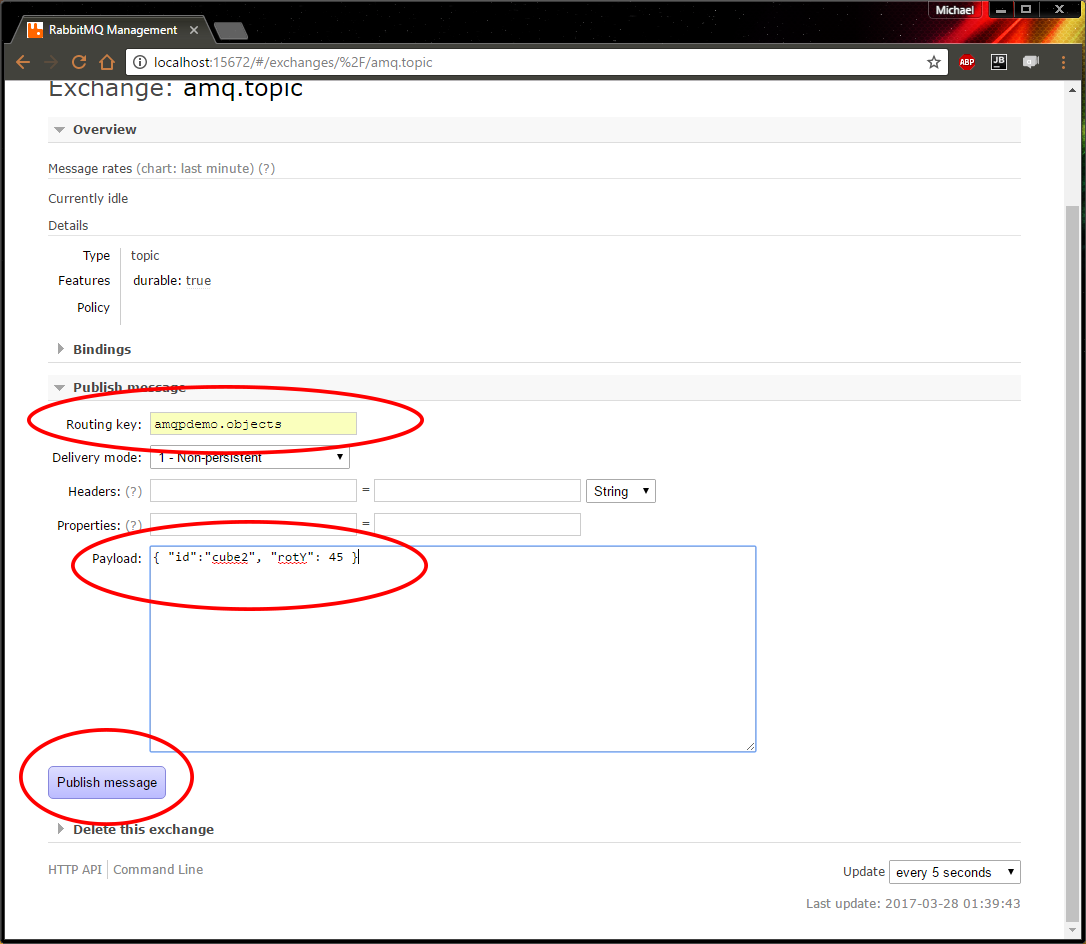 Michael
RabbitMQ Management
localhost:15672/#/exchanges/%2F/amq.topic
ABP
JB
Exchange: amq.topic
Overview
Message rates (chart: last minute) (?)
Currently idle
Details
Type topic
Features durable: true
Policy
Bindings
Publish message
Routing key: amqpdemo.objects
Delivery mode: 1 - Non-persistent
Headers: (?) = String
Properties: (?) =
Payload: { "id":"cube2", "rotY": 45 }
Publish message
Delete this exchange
HTTP API Command Line
Update every 5 seconds
Last update: 2017-03-28 01:39:43